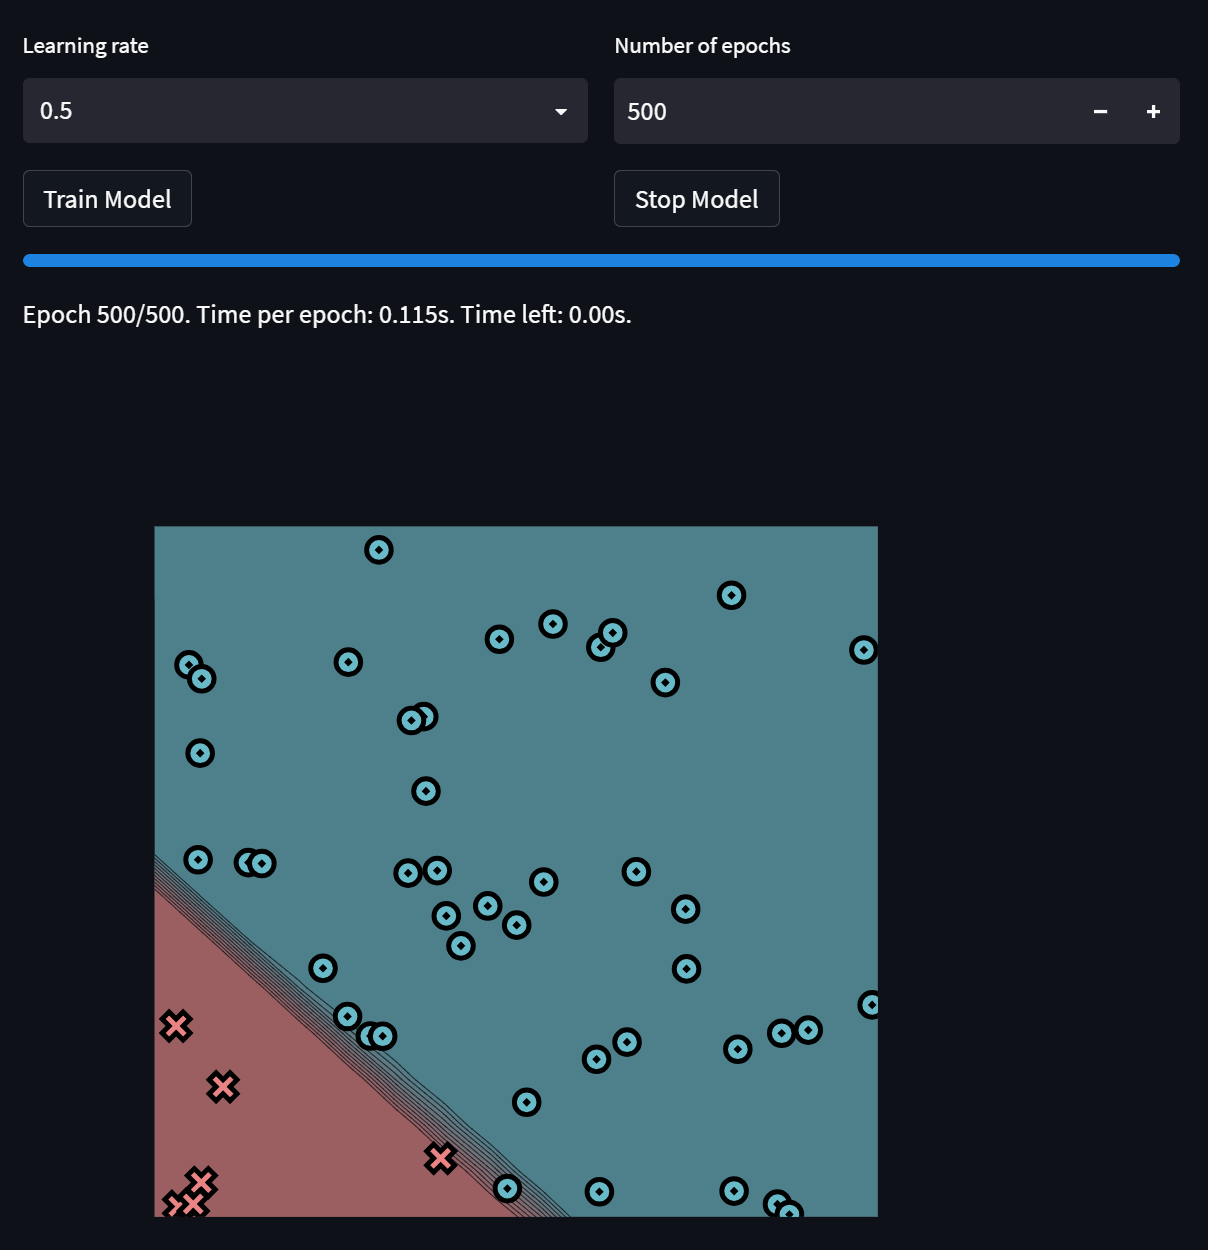 Learning rate
Number of epochs
0.5
500
Train Model
Stop Model
Epoch 500/500. Time per epoch: 0.115s. Time left: 0.00s.